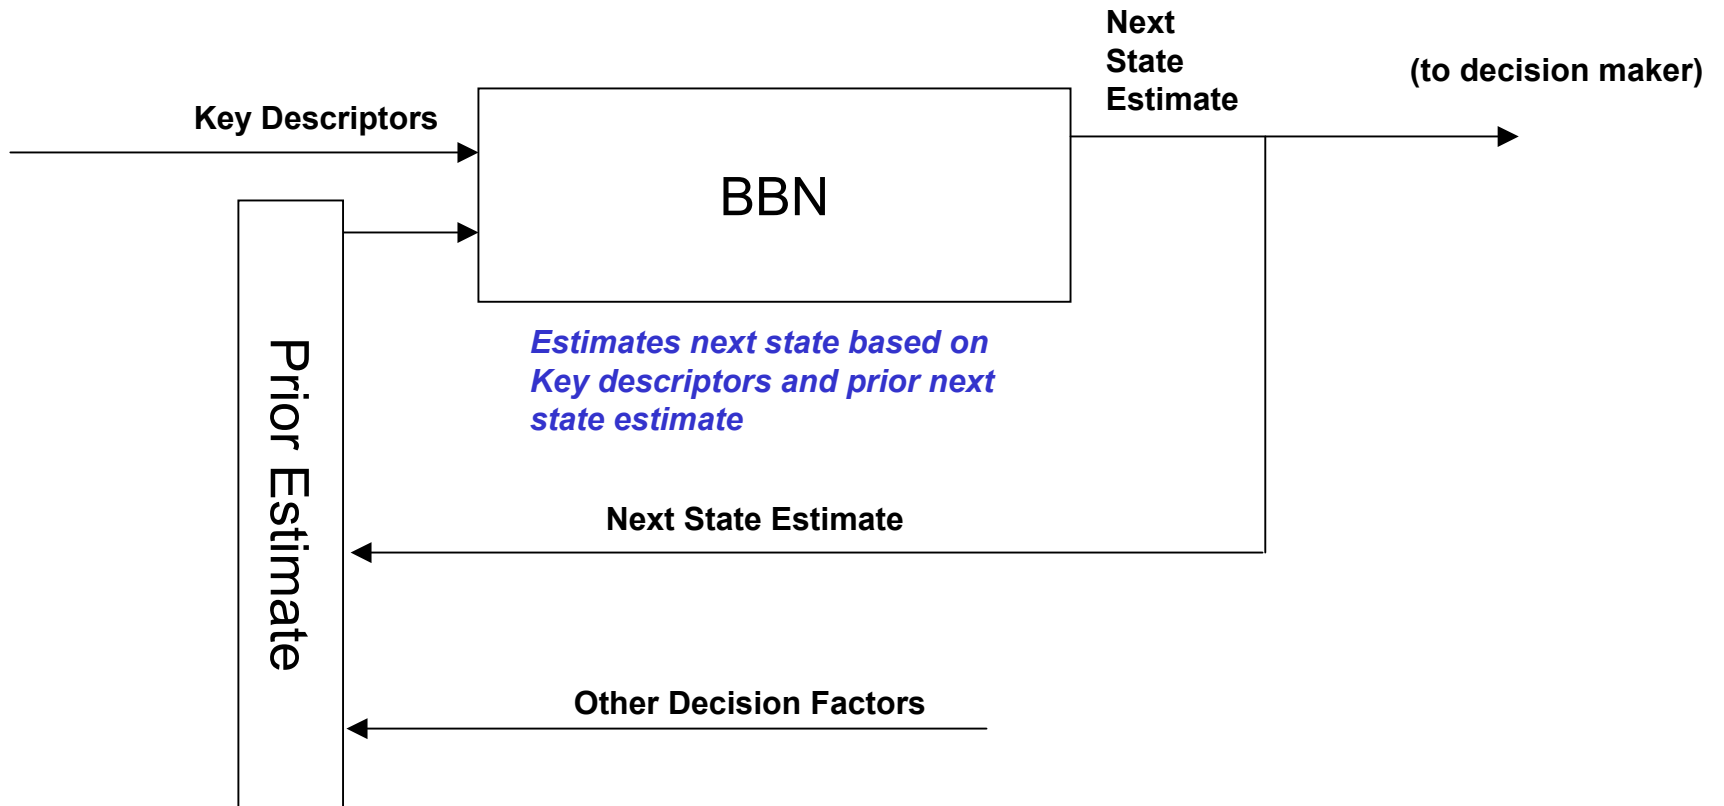 Next
State
Estimate
(to decision maker)
Key Descriptors
BBN
Estimates next state based on
Key descriptors and prior next
state estimate
Prior Estimate
Next State Estimate
Other Decision Factors